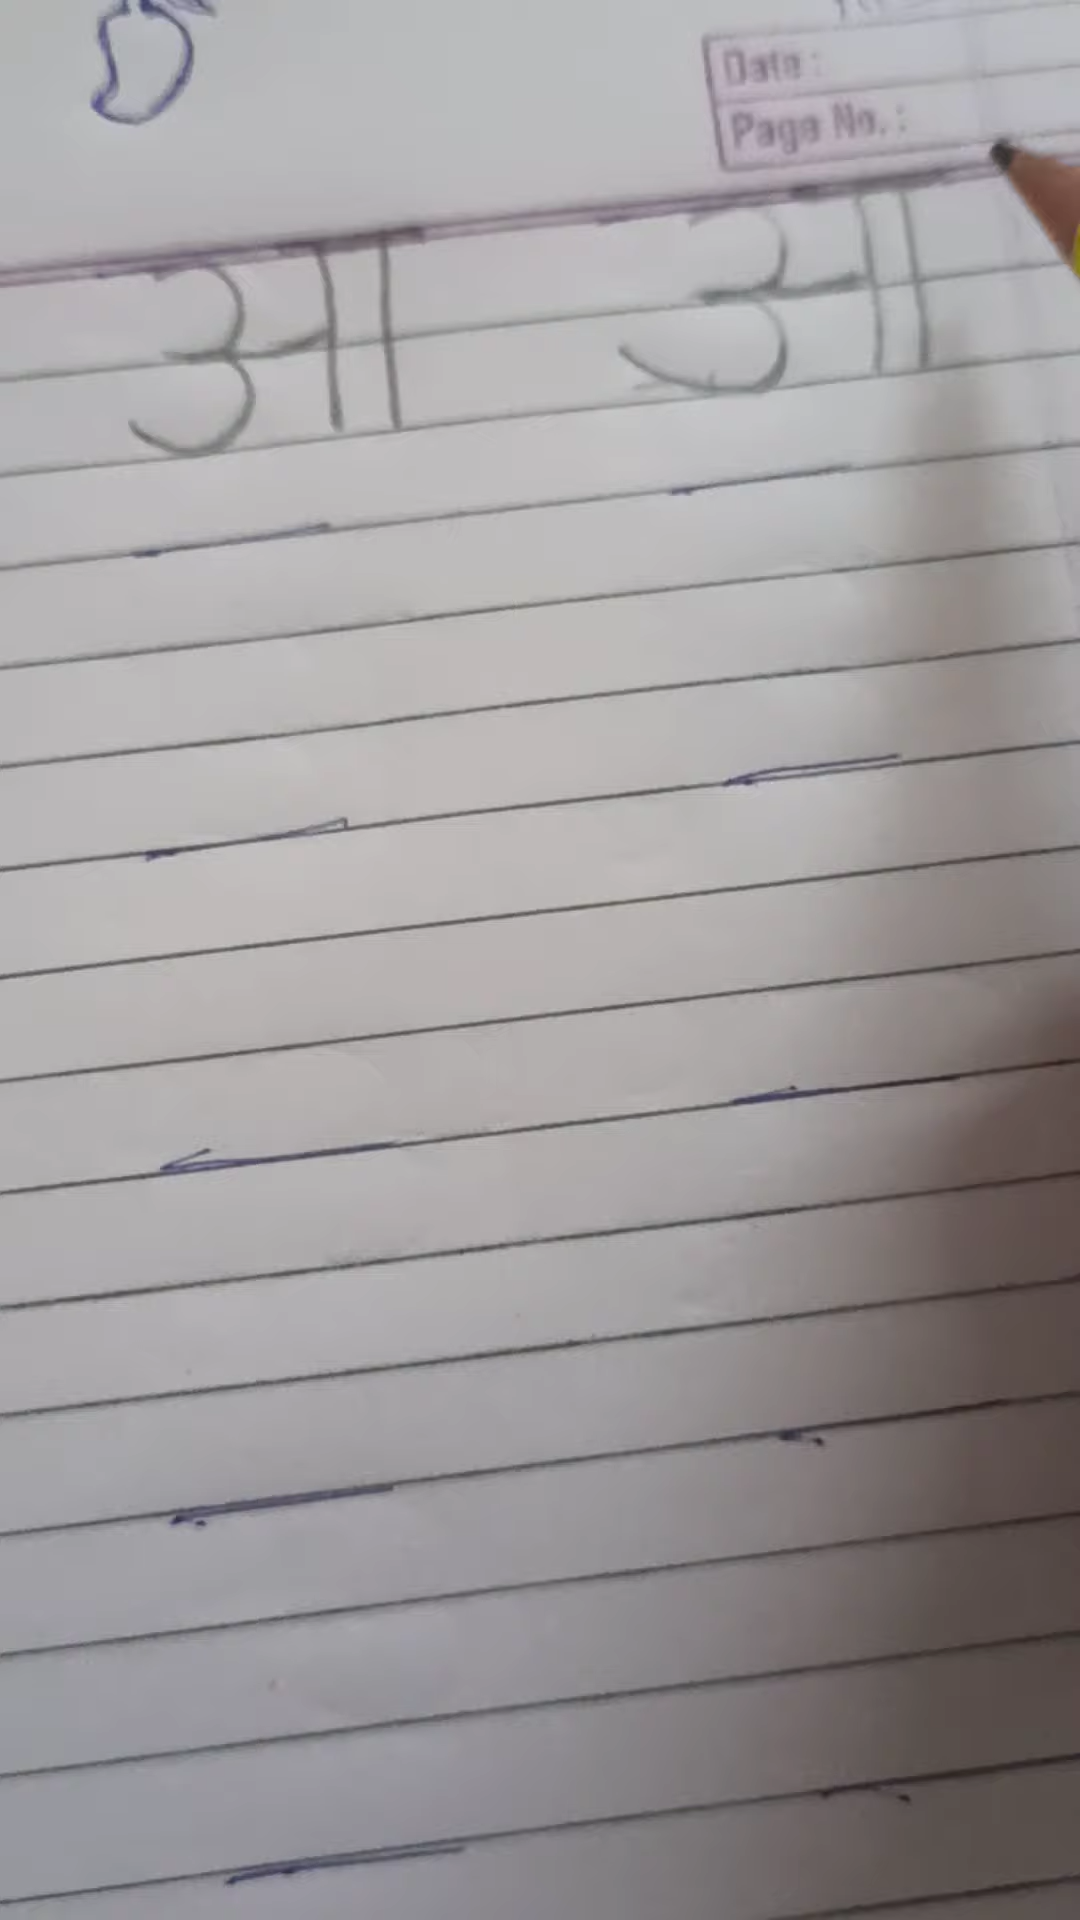 Date :
Page No. :
आ आ